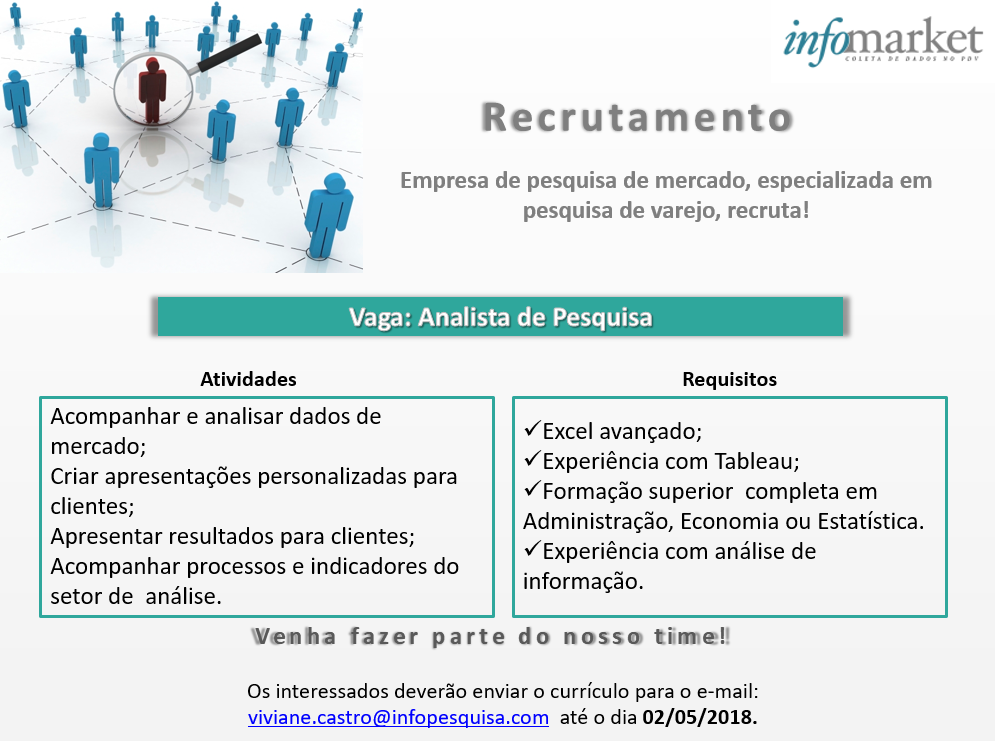 infomarket
COLETA DE DADOS NO PDV
Recrutamento
Empresa de pesquisa de mercado, especializada em
pesquisa de varejo, recruta!
Vaga: Analista de Pesquisa
Atividades
Acompanhar e analisar dados de
mercado;
Criar apresentações personalizadas para
clientes;
Apresentar resultados para clientes;
Acompanhar processos e indicadores do
setor de  análise.
Requisitos
✓Excel avançado;
✓Experiência com Tableau;
✓Formação superior  completa em
Administração, Economia ou Estatística.
✓Experiência com análise de
informação.
Venha fazer parte do nosso time!
Os interessados deverão enviar o currículo para o e-mail:
viviane.castro@infopesquisa.com  até o dia 02/05/2018.